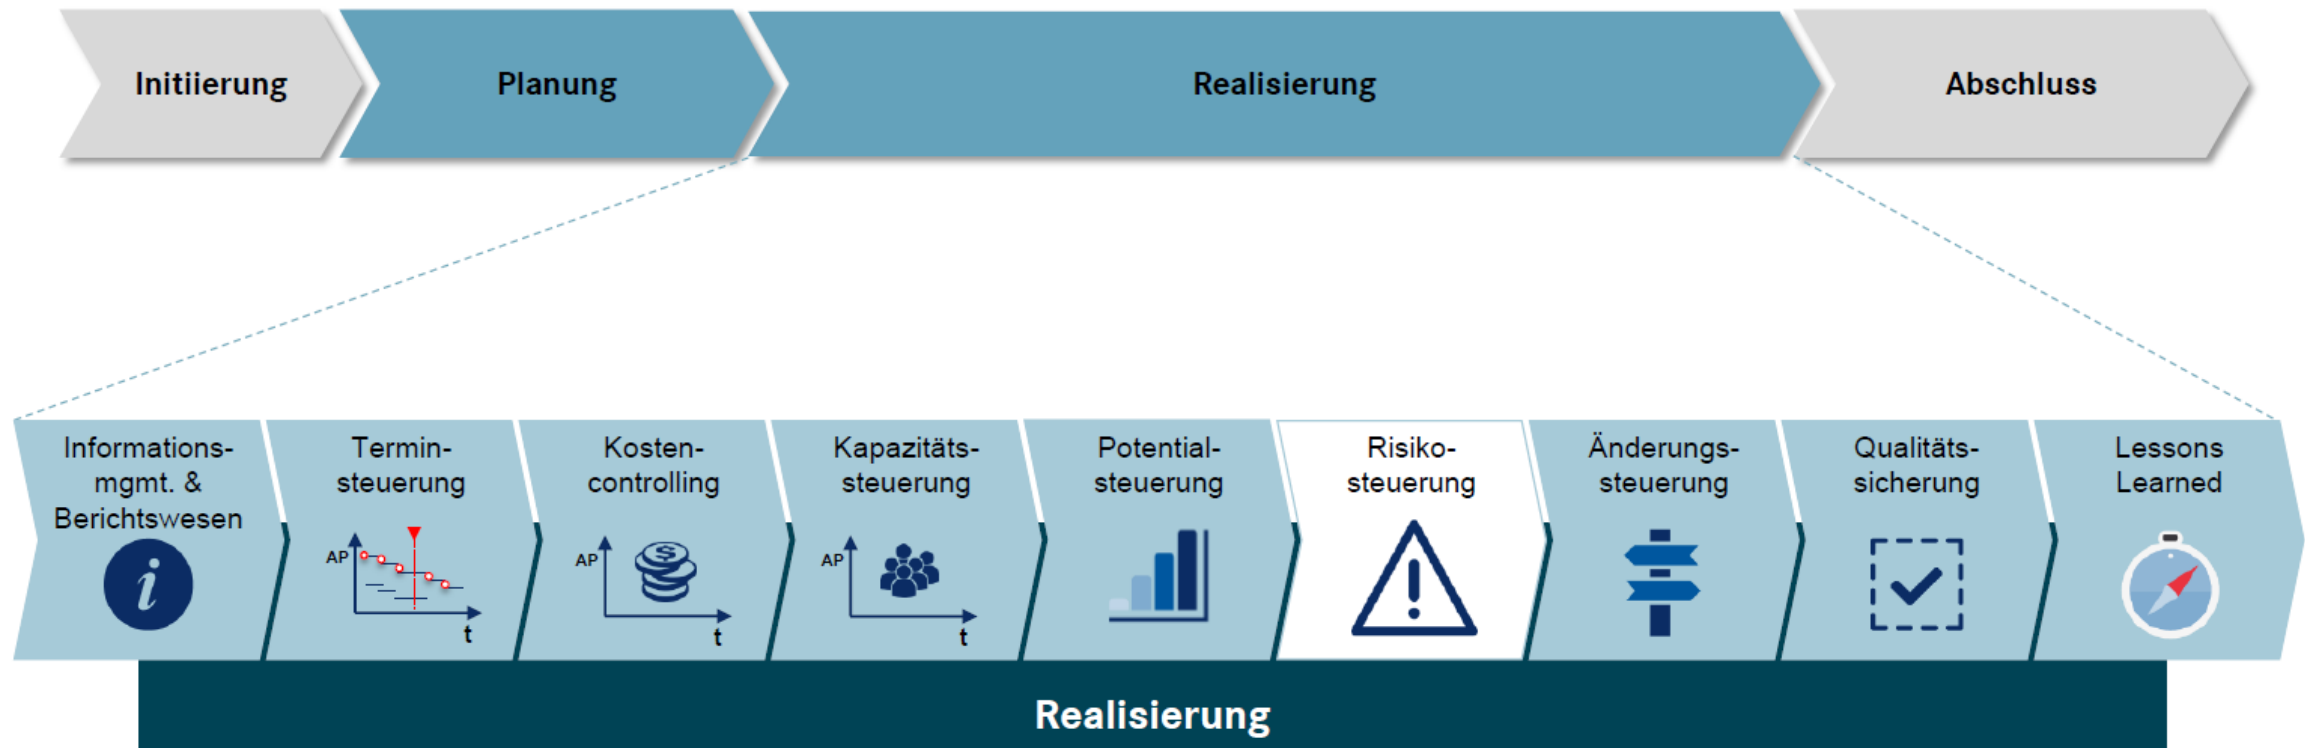 Initiierung
Planung
Realisierung
Abschluss
Informations-
mgmt. &
Berichtswesen
Termin-
steuerung
AP
t
Kosten-
controlling
AP
$
t
Kapazitäts-
steuerung
AP
t
Potential-
steuerung
Risiko-
steuerung
!
Änderungs-
steuerung
Qualitäts-
sicherung
Lessons
Learned
i
Realisierung